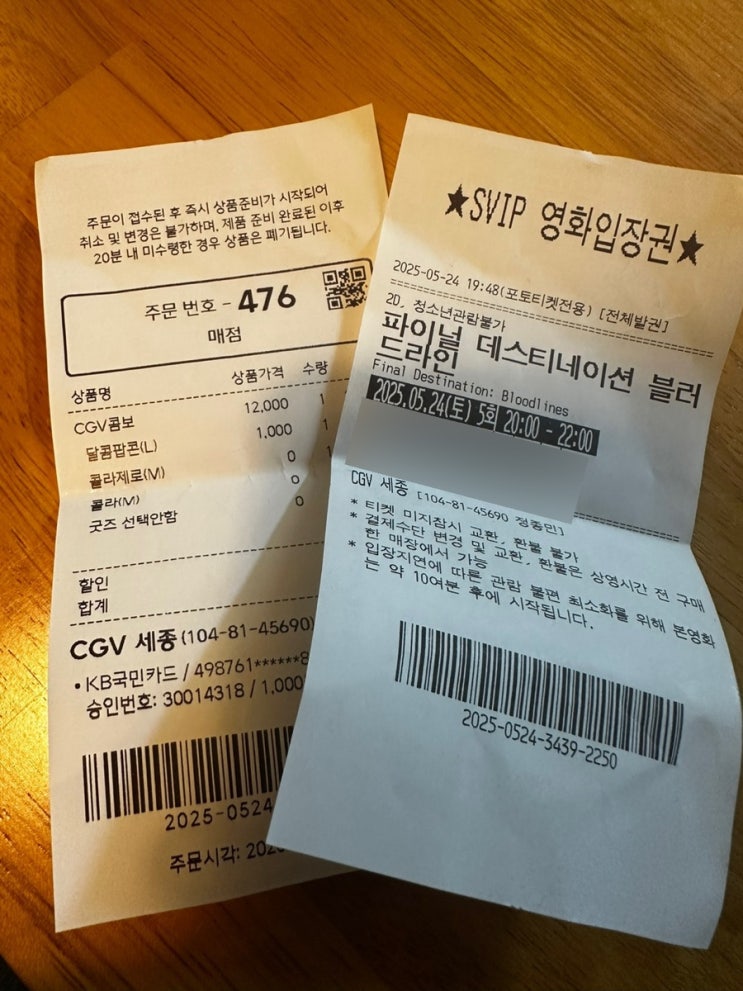 주문이 접수된 후 즉시 상품준비가 시작되어
취소 및 변경은 불가하며, 제품 준비 완료된 이후
20분 내 미수령한 경우 상품은 폐기됩니다.
주문 번호 - 476
매점
상품명 상품가격 수량
CGV콤보 12,000 1
달콤팝콘(L) 1,000 1
콜라제로(M) 0 1
콜라(M) 0
굿즈 선택안함 0
할인
합계
CGV 세종 (104-81-45690)
• KB국민카드 / 498761******8
승인번호: 30014318 / 1,000
2025-0524
주문시각: 202
★SVIP 영화입장권★
2025-05-24 19:48(포토티켓전용) [전체발권]
2D. 청소년관람불가
파이널 데스티네이션 블러
드라인
Final Destination: Bloodlines
2025.05.24(토) 5회 20:00 - 22:00
CGV 세종 [104-81-45690 정종민]
* 티켓 미지참시 교환, 환불 불가
* 결제수단 변경 및 교환, 환불은 상영시간 전 구매
한 매장에서 가능
* 입장지연에 따른 관람 불편 최소화를 위해 본영화
는 약 10여분 후에 시작됩니다.
2025-0524-3439-2250